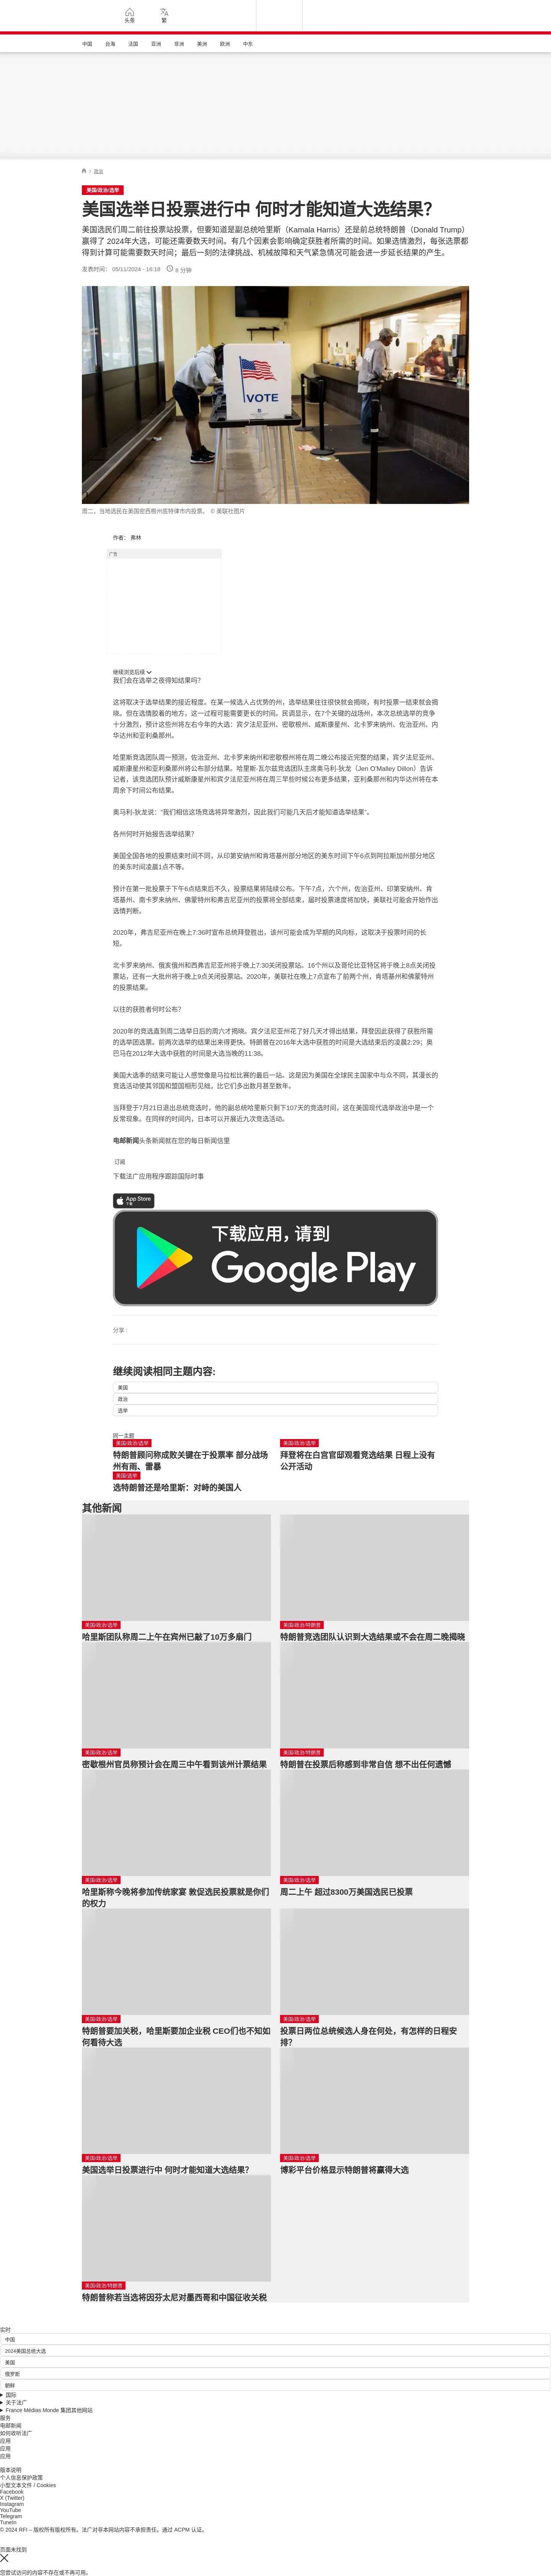 头条
繁
中国
台海
法国
亚洲
非洲
美洲
欧洲
中东
/ 政治
美国/政治/选举
美国选举日投票进行中 何时才能知道大选结果？
美国选民们周二前往投票站投票，但要知道是副总统哈里斯（Kamala Harris）还是前总统特朗普（Donald Trump）
赢得了 2024年大选，可能还需要数天时间。有几个因素会影响确定获胜者所需的时间。如果选情激烈，每张选票都
得到计算可能需要数天时间；最后一刻的法律挑战、机械故障和天气紧急情况可能会进一步延长结果的产生。
发表时间： 05/11/2024 - 16:18
6 分钟
VOTE
周二，当地选民在美国密西根州底特律市内投票。 © 美联社图片
作者： 弗林
广告
继续浏览后续
我们会在选举之夜得知结果吗？
这将取决于选举结果的接近程度。在某一候选人占优势的州，选举结果往往很快就会揭晓，有时投票一结束就会揭
晓。但在选情胶着的地方，这一过程可能需要更长的时间。民调显示，在7个关键的战场州，本次总统选举的竞争
十分激烈，预计这些州将左右今年的大选：宾夕法尼亚州、密歇根州、威斯康星州、北卡罗来纳州、佐治亚州、内
华达州和亚利桑那州。
哈里斯竞选团队周一预测，佐治亚州、北卡罗来纳州和密歇根州将在周二晚公布接近完整的结果，宾夕法尼亚州、
威斯康星州和亚利桑那州将公布部分结果。哈里斯-瓦尔兹竞选团队主席奥马利-狄龙（Jen O'Malley Dillon）告诉
记者，该竞选团队预计威斯康星州和宾夕法尼亚州将在周三早些时候公布更多结果，亚利桑那州和内华达州将在本
周余下时间公布结果。
奥马利-狄龙说：“我们相信这场竞选将异常激烈，因此我们可能几天后才能知道选举结果”。
各州何时开始报告选举结果？
美国全国各地的投票结束时间不同，从印第安纳州和肯塔基州部分地区的美东时间下午6点到阿拉斯加州部分地区
的美东时间凌晨1点不等。
预计在第一批投票于下午6点结束后不久，投票结果将陆续公布。下午7点，六个州，佐治亚州、印第安纳州、肯
塔基州、南卡罗来纳州、佛蒙特州和弗吉尼亚州的投票将全部结束，届时投票速度将加快，美联社可能会开始作出
选情判断。
2020年，弗吉尼亚州在晚上7:36时宣布总统拜登胜出，该州可能会成为早期的风向标，这取决于投票时间的长
短。
北卡罗来纳州、俄亥俄州和西弗吉尼亚州将于晚上7:30关闭投票站。16个州以及哥伦比亚特区将于晚上8点关闭投
票站，还有一大批州将于晚上9点关闭投票站。2020年，美联社在晚上7点宣布了前两个州，肯塔基州和佛蒙特州
的投票结果。
以往的获胜者何时公布？
2020年的竞选直到周二选举日后的周六才揭晓。宾夕法尼亚州花了好几天才得出结果，拜登因此获得了获胜所需
的选举团选票。前两次选举的结果出来得更快。特朗普在2016年大选中获胜的时间是大选结束后的凌晨2:29；奥
巴马在2012年大选中获胜的时间是大选当晚的11:38。
美国大选季的结束可能让人感觉像是马拉松比赛的最后一站。这是因为美国在全球民主国家中与众不同，其漫长的
竞选活动使其邻国和盟国相形见绌，比它们多出数月甚至数年。
当拜登于7月21日退出总统竞选时，他的副总统哈里斯只剩下107天的竞选时间，这在美国现代选举政治中是一个
反常现象。在同样的时间内，日本可以开展近九次竞选活动。
电邮新闻头条新闻就在您的每日新闻信里
订阅
下载法广应用程序跟踪国际时事
App Store
下载
下载应用，请到
Google Play
分享 :
继续阅读相同主题内容:
美国
政治
选举
同一主题
美国/政治/选举
特朗普顾问称成败关键在于投票率 部分战场
州有雨、雷暴
美国/政治/选举
拜登将在白宫官邸观看竞选结果 日程上没有
公开活动
美国/选举
选特朗普还是哈里斯：对峙的美国人
其他新闻
美国/政治/选举
哈里斯团队称周二上午在宾州已敲了10万多扇门
美国/政治/特朗普
特朗普竞选团队认识到大选结果或不会在周二晚揭晓
美国/政治/选举
密歇根州官员称预计会在周三中午看到该州计票结果
美国/政治/特朗普
特朗普在投票后称感到非常自信 想不出任何遗憾
美国/政治/选举
哈里斯称今晚将参加传统家宴 敦促选民投票就是你们
的权力
美国/政治/选举
周二上午 超过8300万美国选民已投票
美国/政治/选举
特朗普要加关税，哈里斯要加企业税 CEO们也不知如
何看待大选
美国/政治/选举
投票日两位总统候选人身在何处，有怎样的日程安
排？
美国/政治/选举
美国选举日投票进行中 何时才能知道大选结果？
美国/政治/选举
博彩平台价格显示特朗普将赢得大选
美国/政治/特朗普
特朗普称若当选将因芬太尼对墨西哥和中国征收关税
实时
中国
2024美国总统大选
美国
俄罗斯
朝鲜
国际
关于法广
France Médias Monde 集团其他网站
服务
电邮新闻
如何收听法广
应用
应用
应用
版本说明
个人信息保护政策
小型文本文件 / Cookies
Facebook
X (Twitter)
Instagram
YouTube
Telegram
TuneIn
© 2024 RFI – 版权所有版权所有。法广对非本网站内容不承担责任。通过 ACPM 认证。
页面未找到
您尝试访问的内容不存在或不再可用。